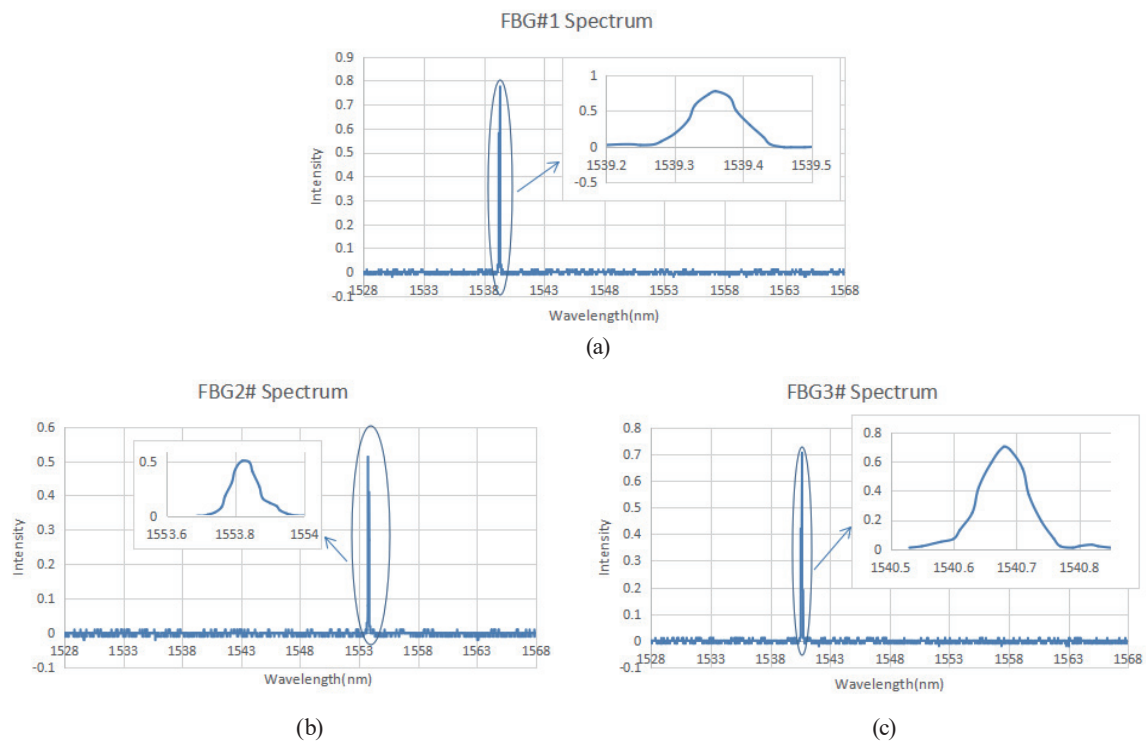 FBG#1 Spectrum
0.9
0.8
0.7
0.6
0.5
0.4
0.3
0.2
0.1
0
-0.1
Intensity
1528 1533 1538 1543 1548 1553 1558 1563 1568
Wavelength(nm)
1
0.5
0
-0.5
1539.2 1539.3 1539.4 1539.5
(a)
FBG2# Spectrum
0.6
0.5
0.4
0.3
0.2
0.1
0
-0.1
Intensity
1528 1533 1538 1543 1548 1553 1558 1563 1568
Wavelength(nm)
0.5
0
1553.6 1553.8 1554
(b)
FBG3# Spectrum
0.8
0.7
0.6
0.5
0.4
0.3
0.2
0.1
0
-0.1
Intensity
1528 1533 1538 1543 1548 1553 1558 1563 1568
Wavelength(nm)
0.8
0.6
0.4
0.2
0
1540.5 1540.6 1540.7 1540.8
(c)